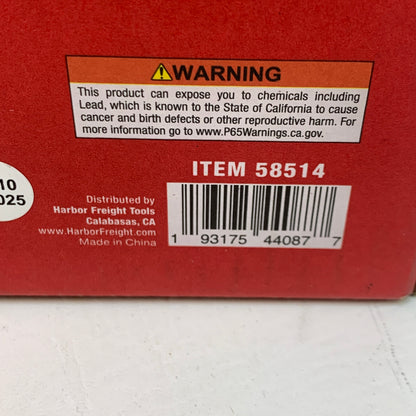 ⚠WARNING
This product can expose you to chemicals including
Lead, which is known to the State of California to cause
cancer and birth defects or other reproductive harm. For
more information go to www.P65Warnings.ca.gov.
ITEM 58514
10
025
Distributed by
Harbor Freight Tools
Calabasas, CA
www.HarborFreight.com
Made in China
1 93175 44087 7